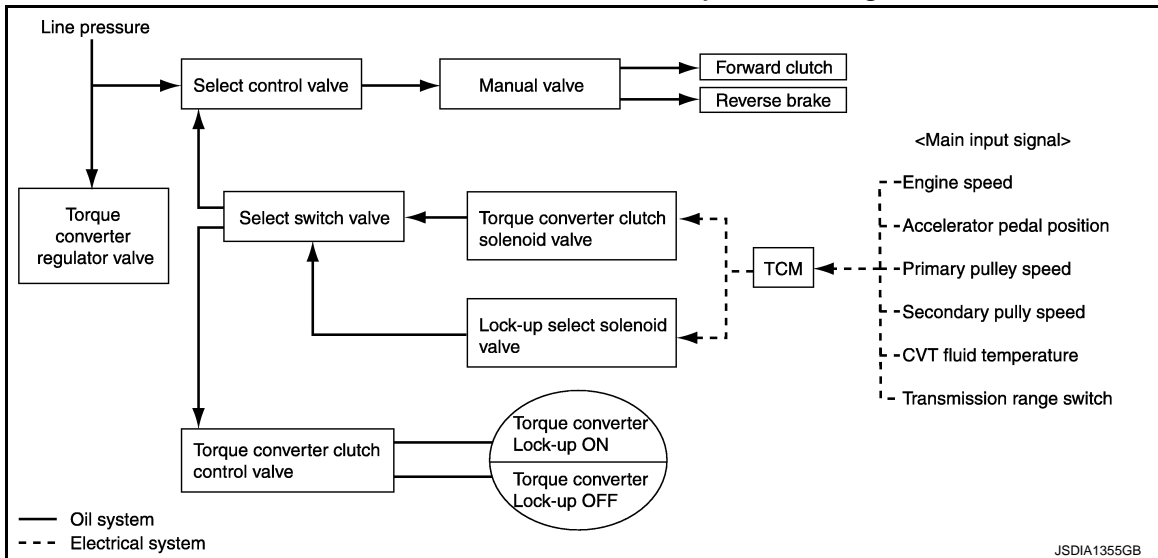 Line pressure
Select control valve
Manual valve
Forward clutch
Reverse brake
<Main input signal>
Torque
converter
regulator valve
Select switch valve
Torque converter clutch
solenoid valve
TCM
Engine speed
Accelerator pedal position
Primary pulley speed
Secondary pully speed
CVT fluid temperature
Transmission range switch
Lock-up select solenoid
valve
Torque converter clutch
control valve
Torque converter
Lock-up ON
Torque converter
Lock-up OFF
Oil system
Electrical system
JSDIA1355GB